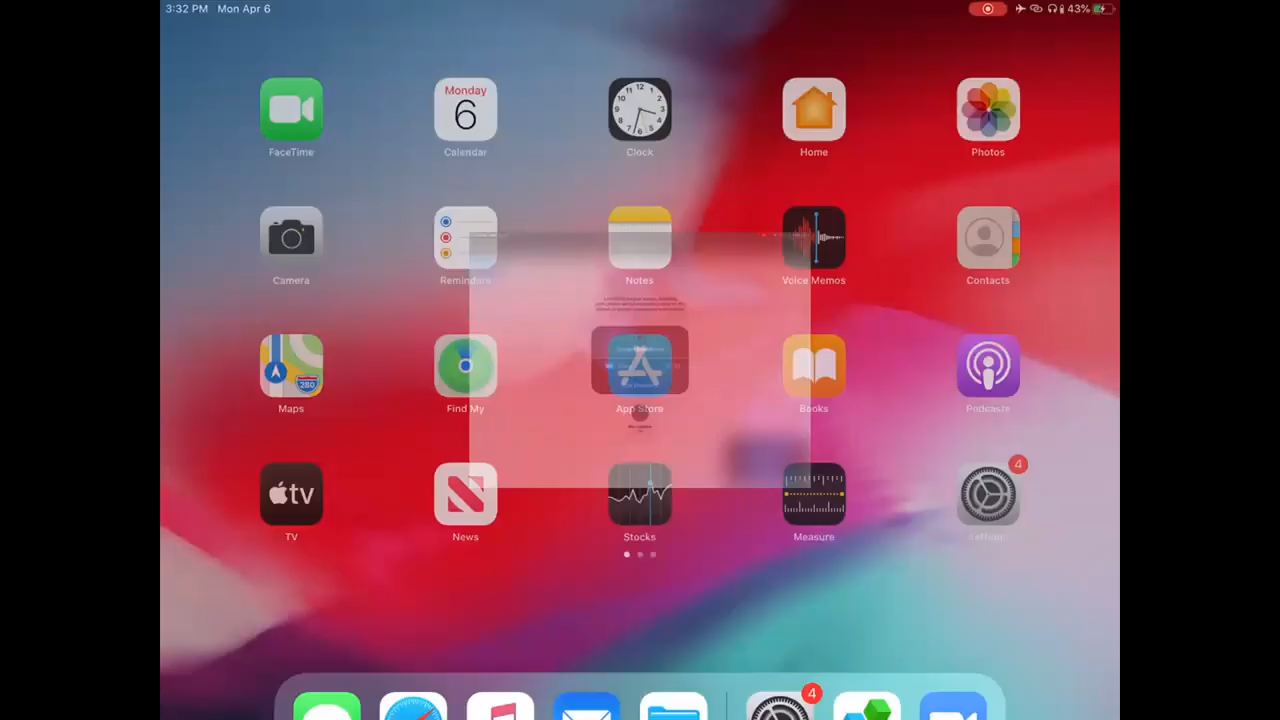 3:32 PM Mon Apr 6
43%
FaceTime
Monday
6
Calendar
Clock
Home
Photos
Camera
Reminders
Notes
Voice Memos
Contacts
280
Maps
Find My
App Store
Books
Podcasts
tv
TV
News
Stocks
Measure
4
Settings
4